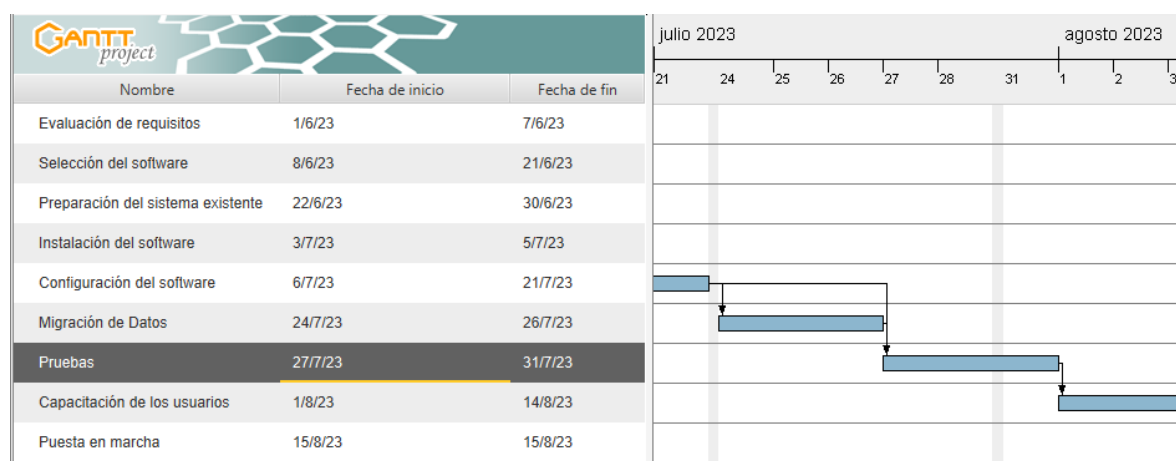 GANTT
project
julio 2023 agosto 2023
21 24 25 26 27 28 31 1 2 3
Nombre Fecha de inicio Fecha de fin
Evaluación de requisitos 1/6/23 7/6/23
Selección del software 8/6/23 21/6/23
Preparación del sistema existente 22/6/23 30/6/23
Instalación del software 3/7/23 5/7/23
Configuración del software 6/7/23 21/7/23
Migración de Datos 24/7/23 26/7/23
Pruebas 27/7/23 31/7/23
Capacitación de los usuarios 1/8/23 14/8/23
Puesta en marcha 15/8/23 15/8/23